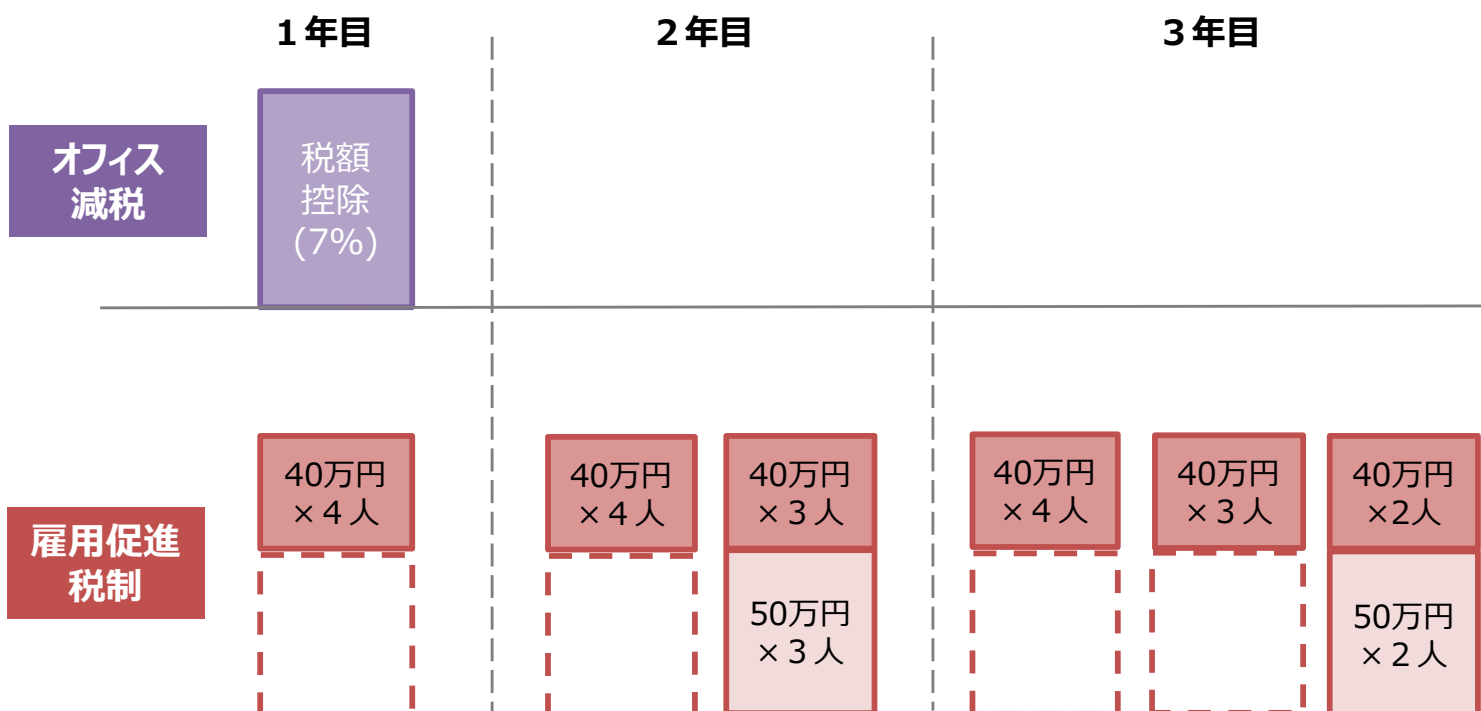 １年目
２年目
３年目
オフィス
減税
税額
控除
(7%)
雇用促進
税制
40万円
×４人
40万円
×４人
40万円
×３人
50万円
×３人
40万円
×４人
40万円
×３人
40万円
×2人
50万円
×２人